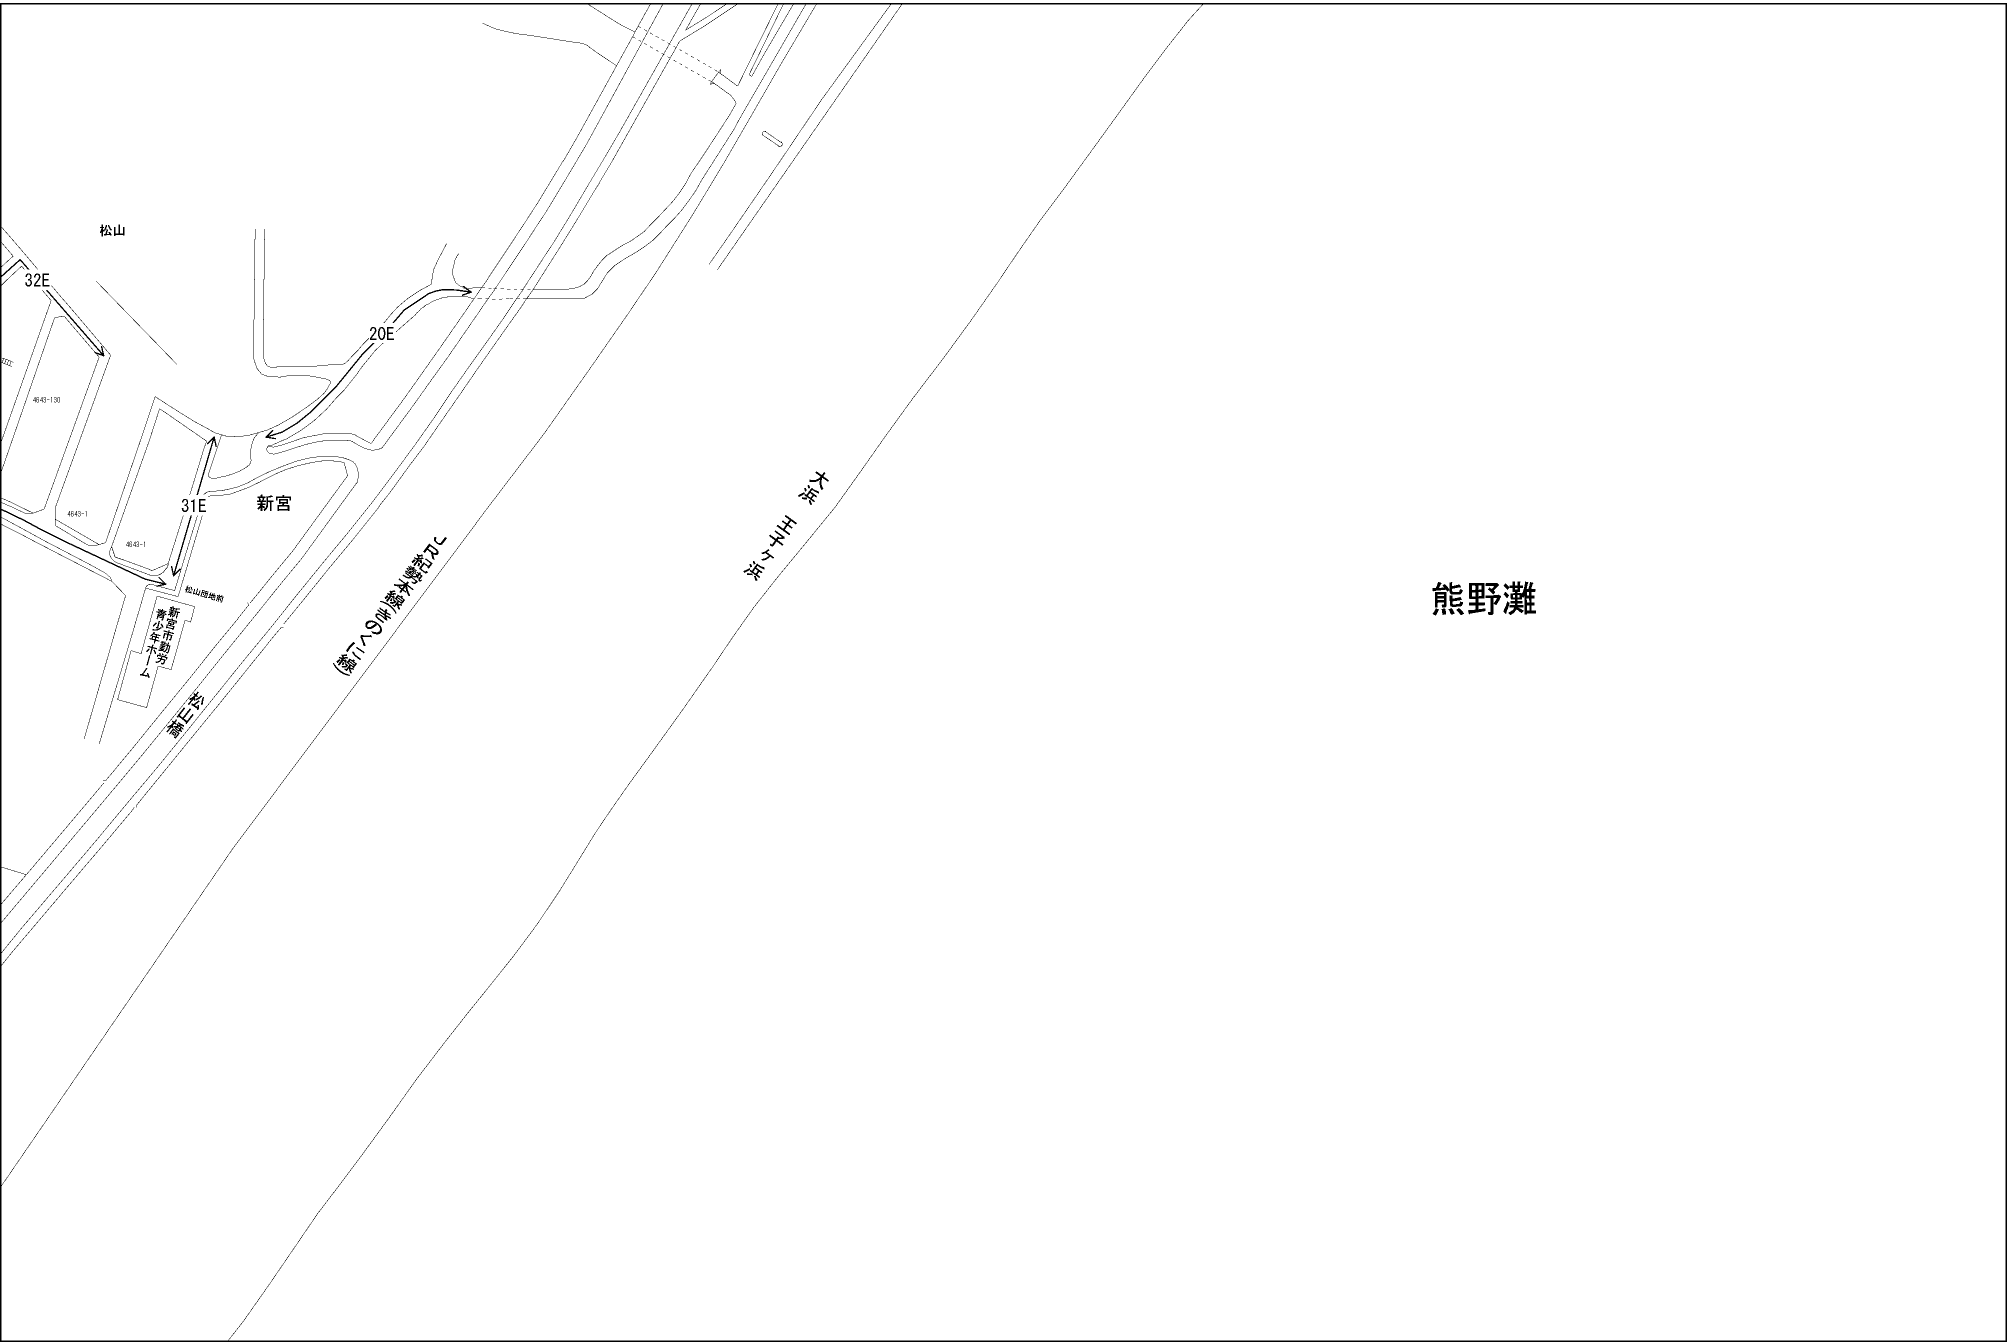 松山
32E
20E
4643-130
大浜
31E
新宮
4643-1
王子ヶ浜
4643-1
JR紀勢本線(きのくに線)
松山団地前
熊野灘
新宮市勤労
青少年ホーム
松山橋